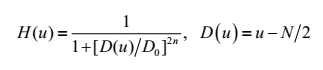 H(u) = 1 / (1 + [D(u)/D₀]²ⁿ), D(u) = u − N/2